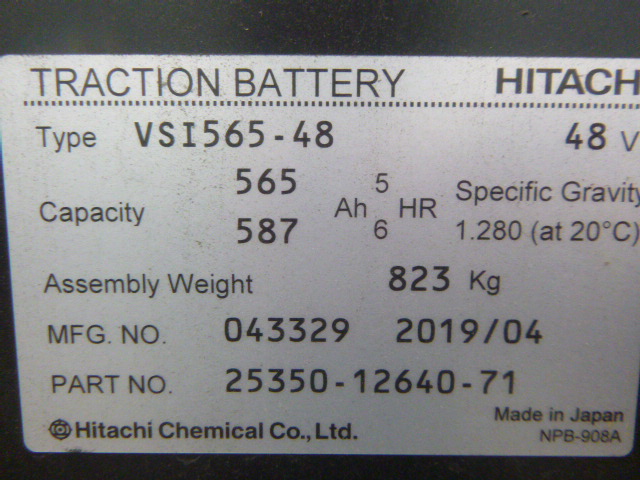 TRACTION BATTERY HITACH
Type VSI565-48 48 V
Capacity 565 Ah 5 HR Specific Gravity
587 6 1.280 (at 20°C)
Assembly Weight 823 Kg
MFG. NO. 043329 2019/04
PART NO. 25350-12640-71
Hitachi Chemical Co., Ltd. Made in Japan
NPB-908A